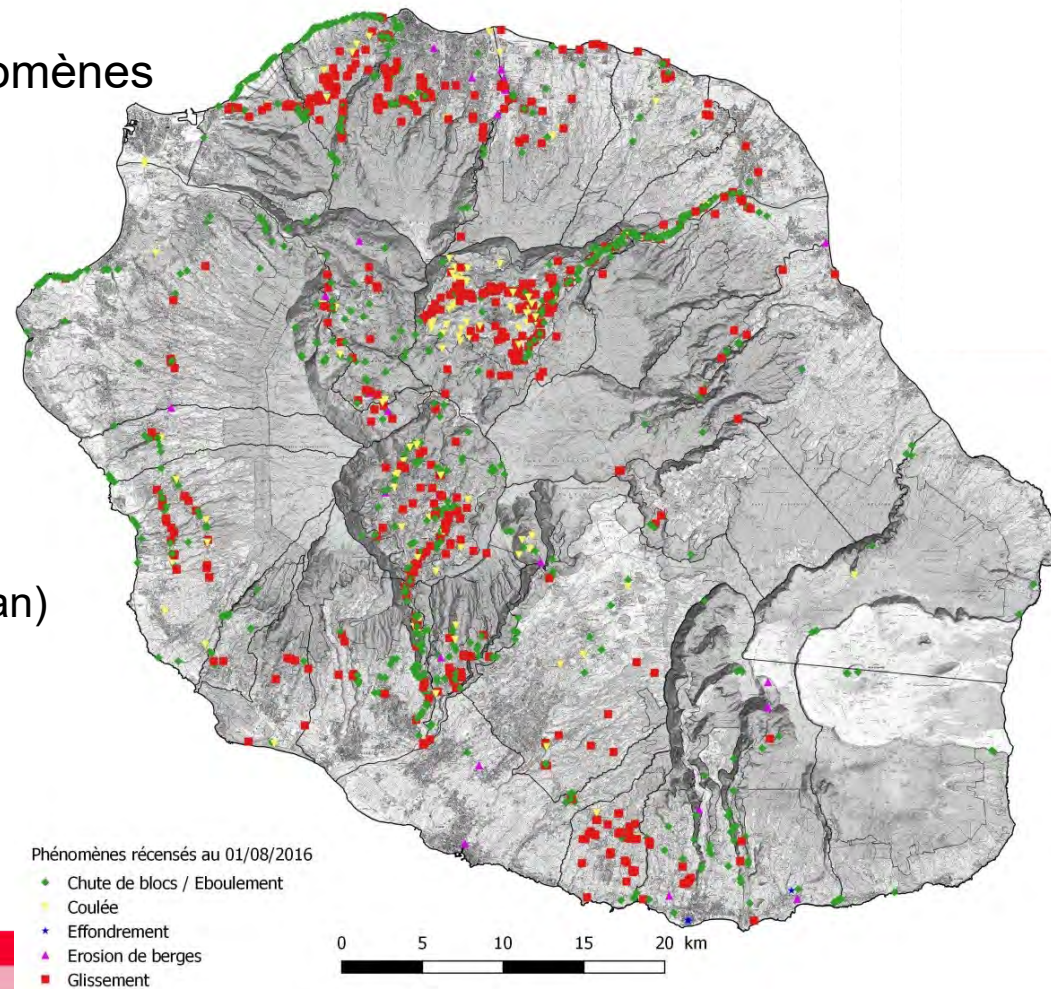 omènes
an)
Phénomènes récensés au 01/08/2016
Chute de blocs / Eboulement
Coulée
Effondrement
Erosion de berges
Glissement
0 5 10 15 20 km